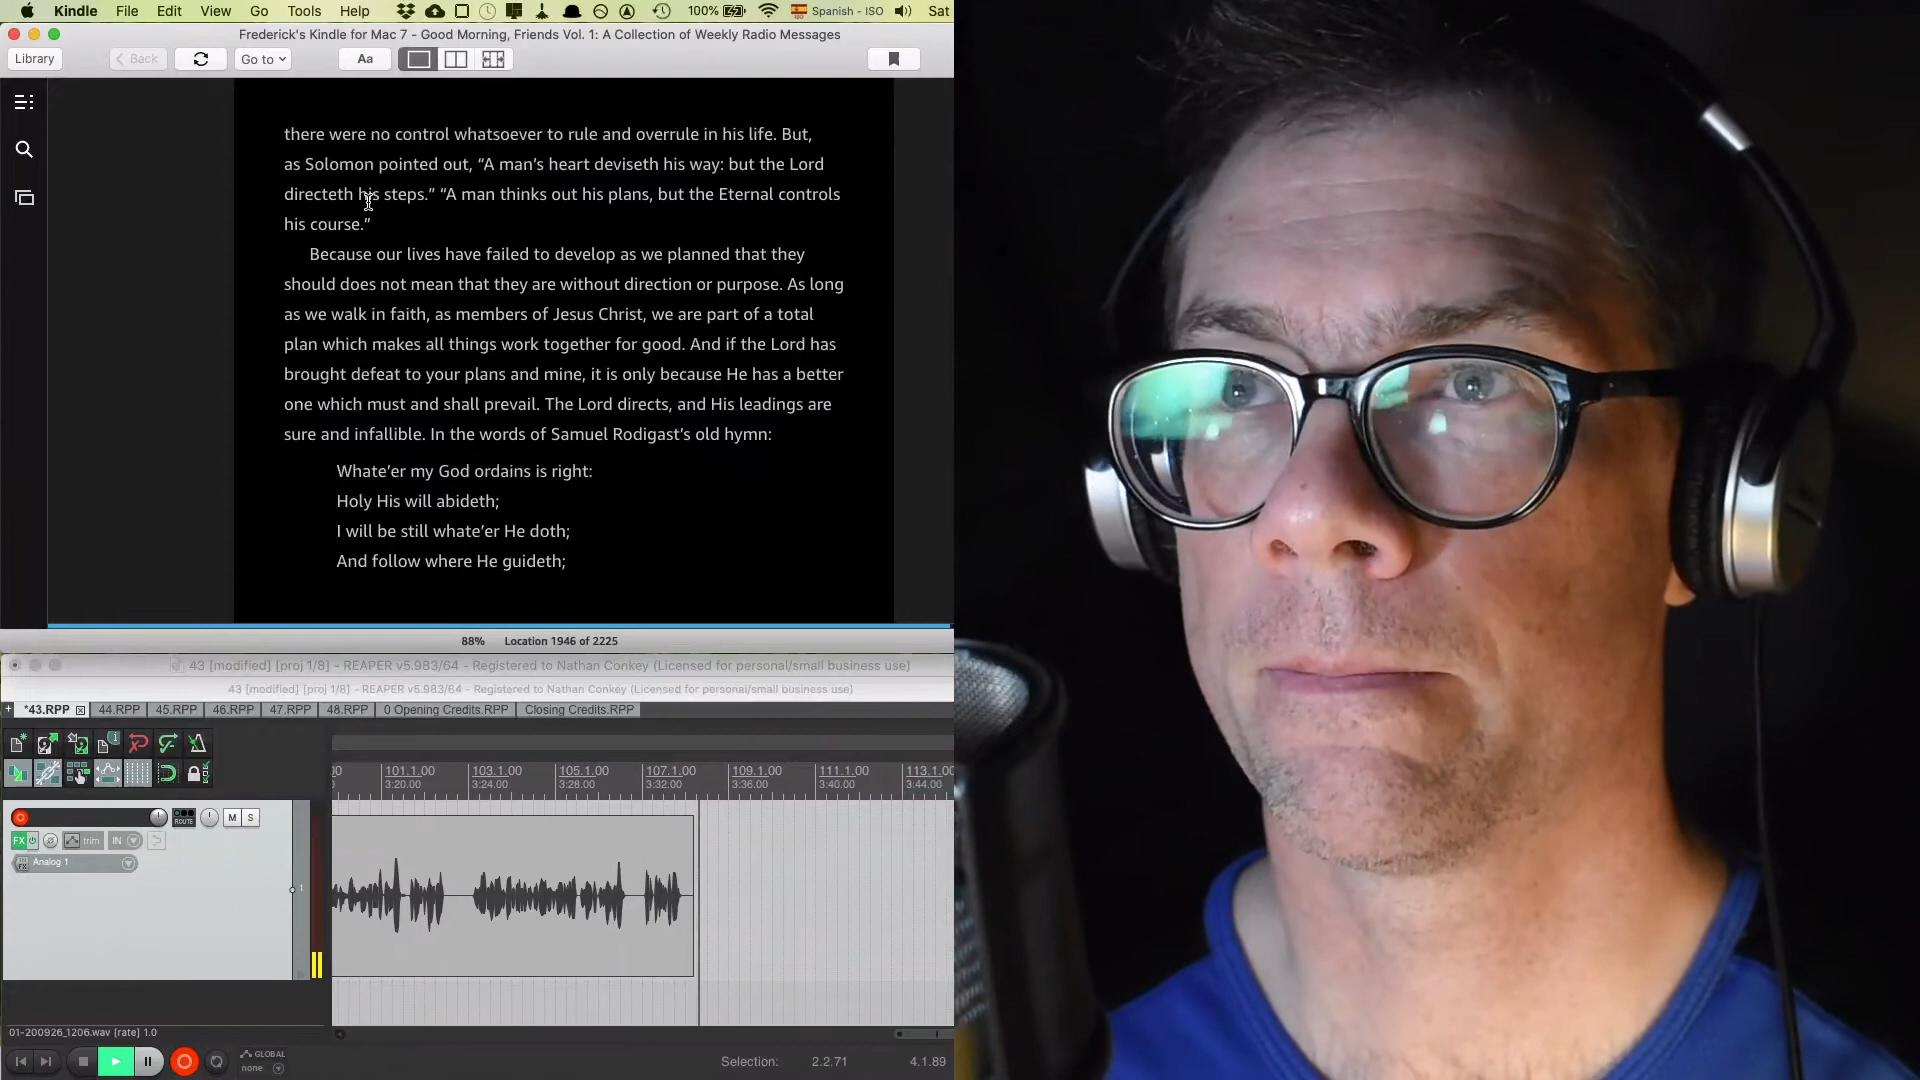 Kindle File Edit View Go Tools Help 100% Spanish - ISO Sat
Frederick's Kindle for Mac 7 - Good Morning, Friends Vol. 1: A Collection of Weekly Radio Messages
Library Back Go to Aa
there were no control whatsoever to rule and overrule in his life. But,
as Solomon pointed out, “A man’s heart deviseth his way: but the Lord
directeth his steps.” “A man thinks out his plans, but the Eternal controls
his course.”
Because our lives have failed to develop as we planned that they
should does not mean that they are without direction or purpose. As long
as we walk in faith, as members of Jesus Christ, we are part of a total
plan which makes all things work together for good. And if the Lord has
brought defeat to your plans and mine, it is only because He has a better
one which must and shall prevail. The Lord directs, and His leadings are
sure and infallible. In the words of Samuel Rodigast’s old hymn:
Whate’er my God ordains is right:
Holy His will abideth;
I will be still whate’er He doth;
And follow where He guideth;
88% Location 1946 of 2225
43 [modified] [proj 1/8] - REAPER v5.983/64 - Registered to Nathan Conkey (Licensed for personal/small business use)
43 [modified] [proj 1/8] - REAPER v5.983/64 - Registered to Nathan Conkey (Licensed for personal/small business use)
+ *43.RPP 44.RPP 45.RPP 46.RPP 47.RPP 48.RPP 0 Opening Credits.RPP Closing Credits.RPP
101.1.00 103.1.00 105.1.00 107.1.00 109.1.00 111.1.00 113.1.00
3:20.00 3:24.00 3:28.00 3:32.00 3:36.00 3:40.00 3:44.00
ROUTE M S
FX trim IN
IN FX Analog 1
1
01-200926_1206.wav [rate] 1.0
GLOBAL
none
Selection: 2.2.71 4.1.89